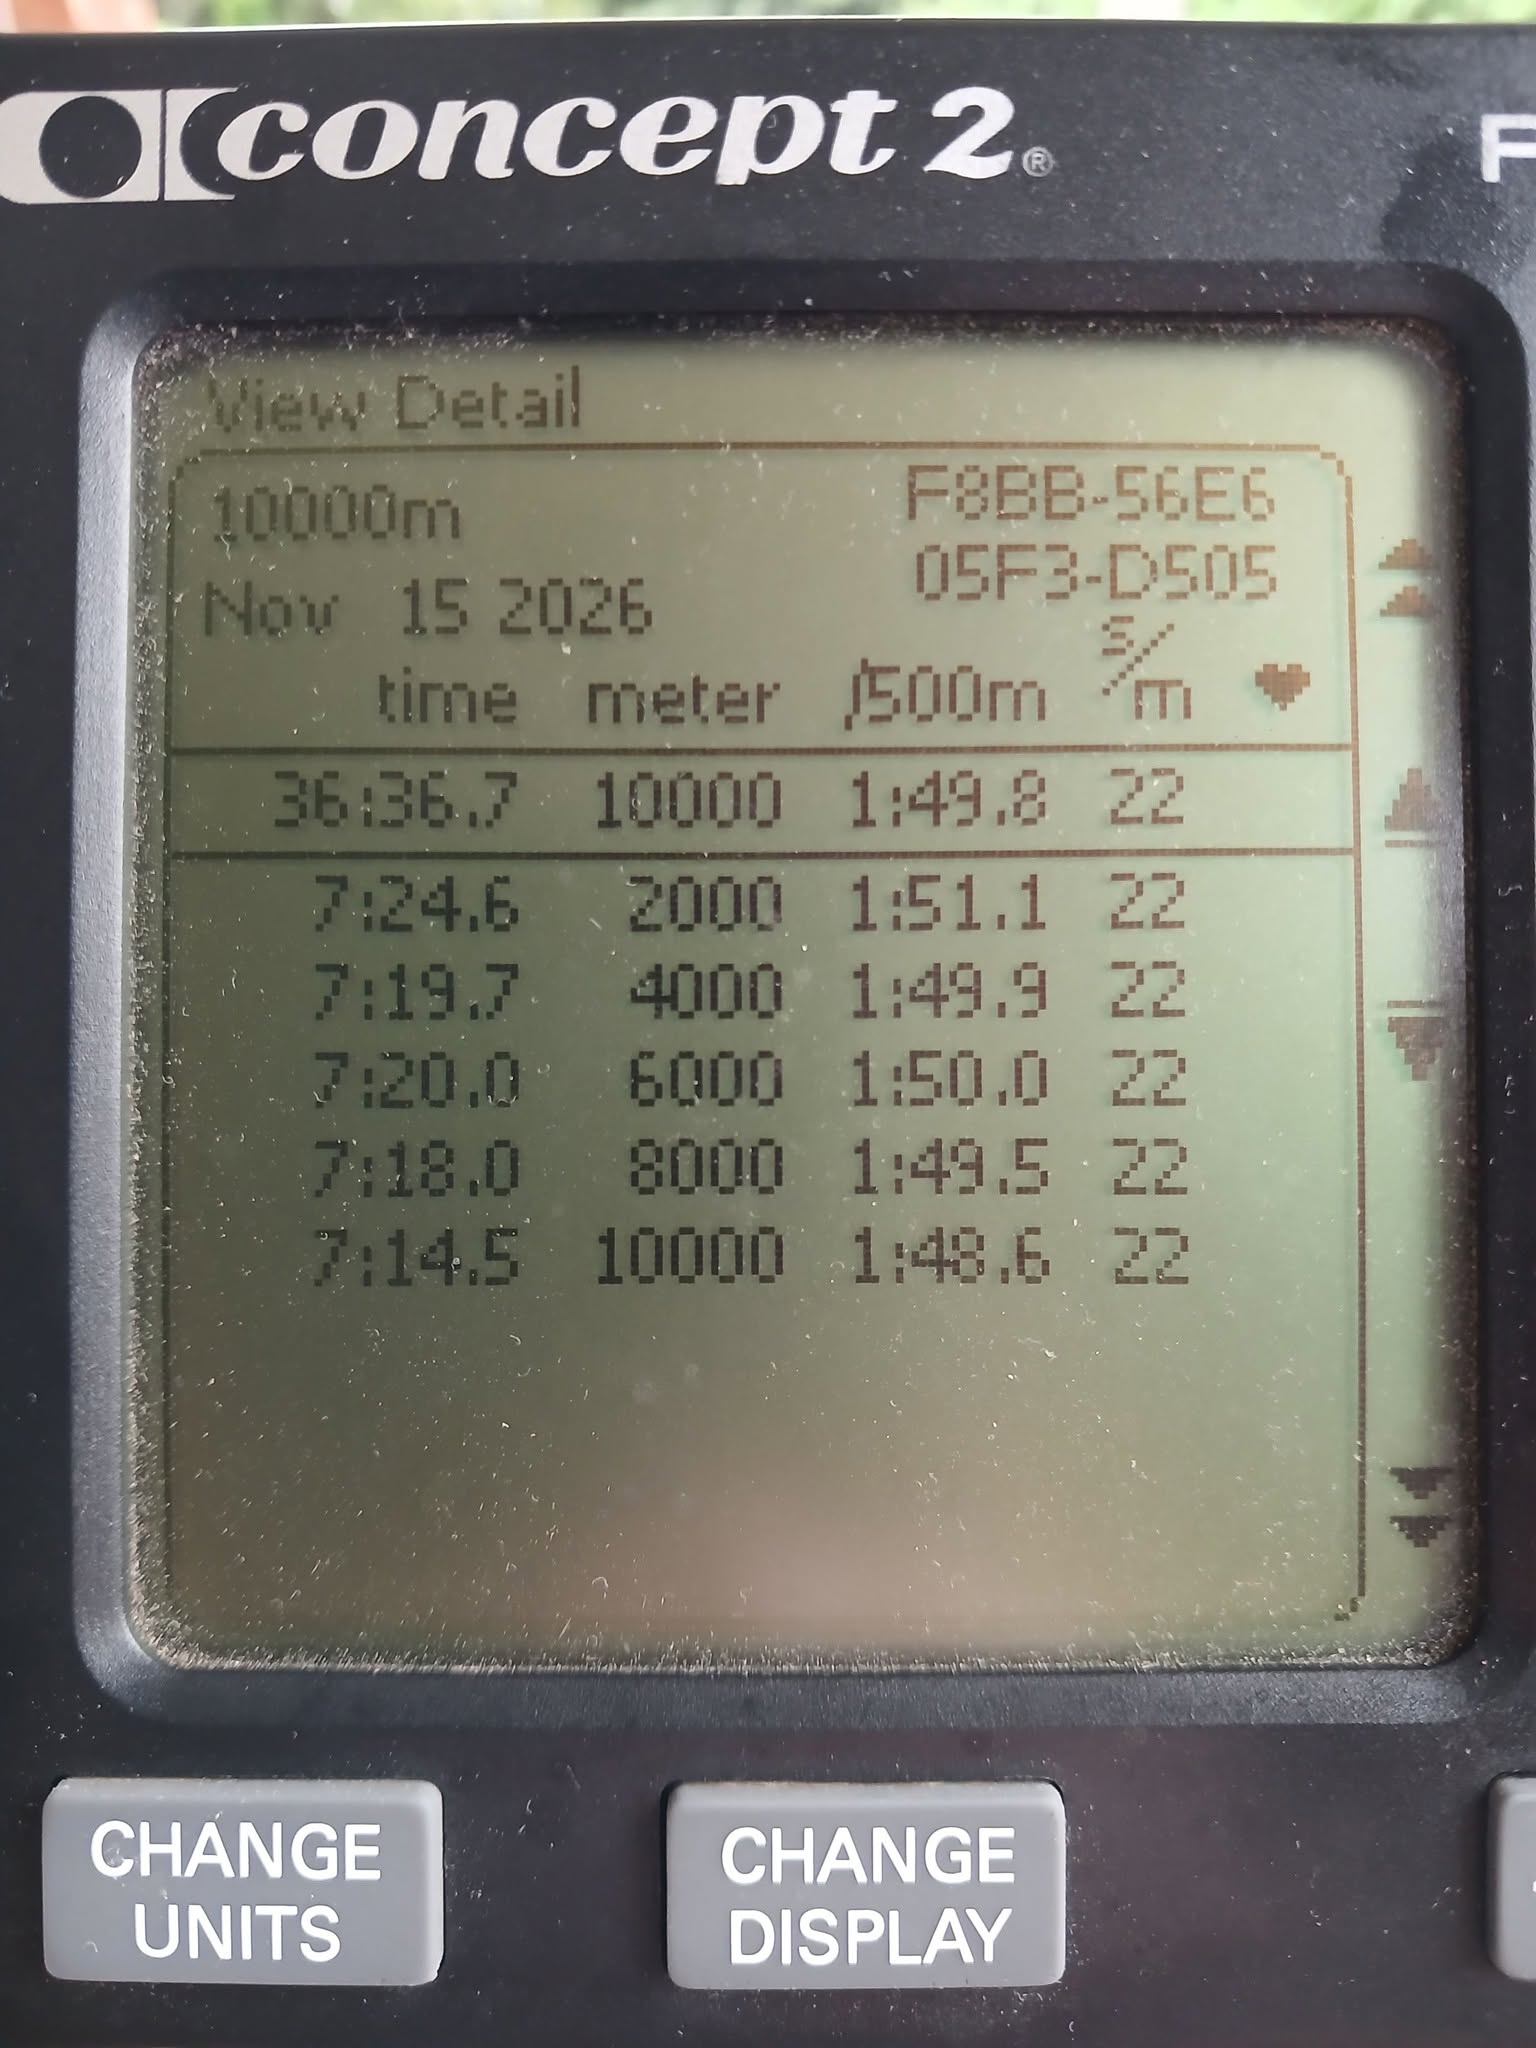 concept 2®
View Detail
10000m F8BB-56E6
Nov 15 2026 05F3-D505
time meter /500m s/m ♥
36:36.7 10000 1:49.8 22
7:24.6 2000 1:51.1 22
7:19.7 4000 1:49.9 22
7:20.0 6000 1:50.0 22
7:18.0 8000 1:49.5 22
7:14.5 10000 1:48.6 22
CHANGE
UNITS
CHANGE
DISPLAY